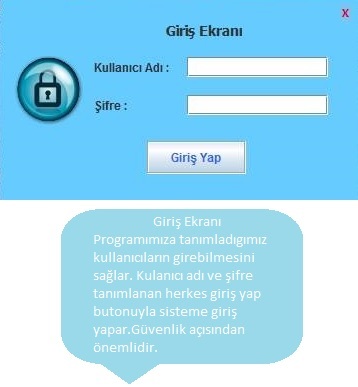 X
Giriş Ekranı
Kullanıcı Adı :
Şifre :
Giriş Yap
Giriş Ekranı
Programımıza tanımladıgımız
kullanıcıların girebilmesini
sağlar. Kulanıcı adı ve şifre
tanımlanan herkes giriş yap
butonuyla sisteme giriş
yapar.Güvenlik açısından
önemlidir.